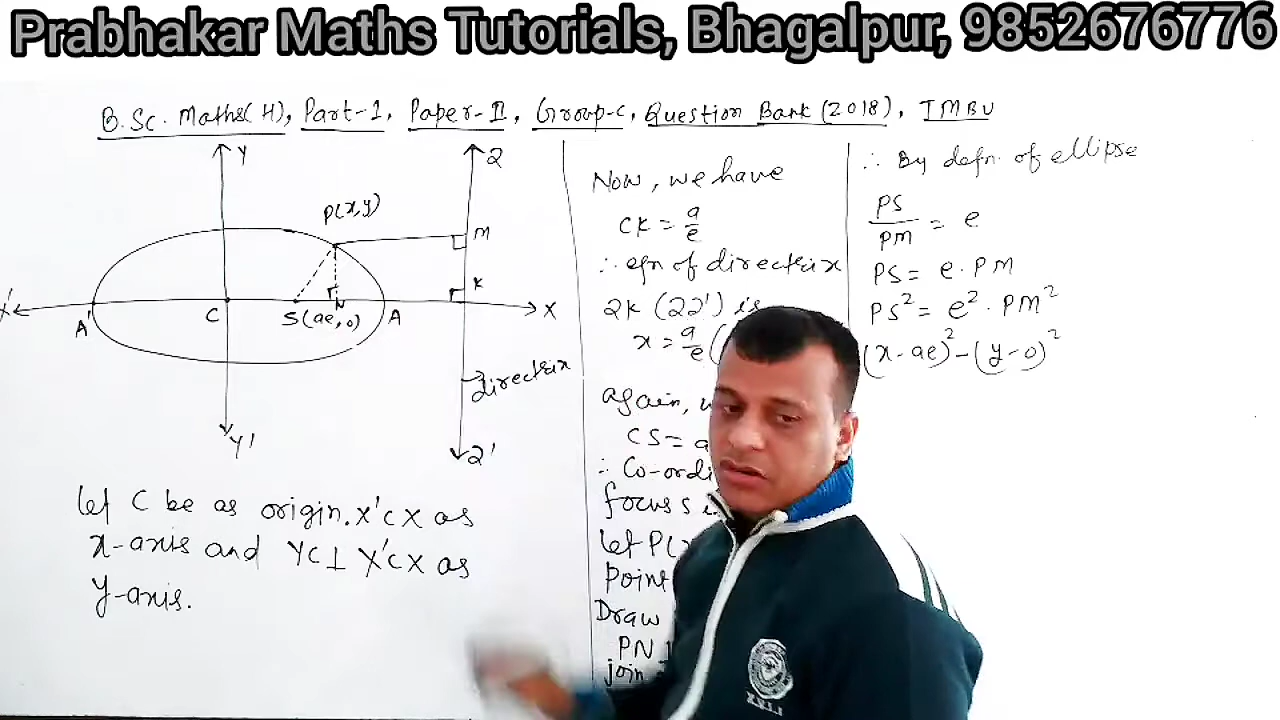 Prabhakar Maths Tutorials, Bhagalpur, 9852676776
B.Sc. Maths(H), Part-1, Paper-II, Group-C, Question Bank (2018), TMBU
Y
Z
P(x,y)
M
K
X'
A'
C
S(ae,0)
N
A
X
directrix
Y'
Z'
let C be as origin. X'CX as
x-axis and YC⊥ X'CX as
y-axis.
Now, we have
CK = a/e
∴ eqn of directrix
ZK (ZZ') is
x = a/e (
again,
CS = a
∴ Co-ordi
focus S i
let P(x
Point
Draw
PN ⊥
join
∴ By defn. of ellipse
PS/PM = e
PS = e·PM
PS² = e²·PM²
(x-ae)² - (y-0)²
XVLI